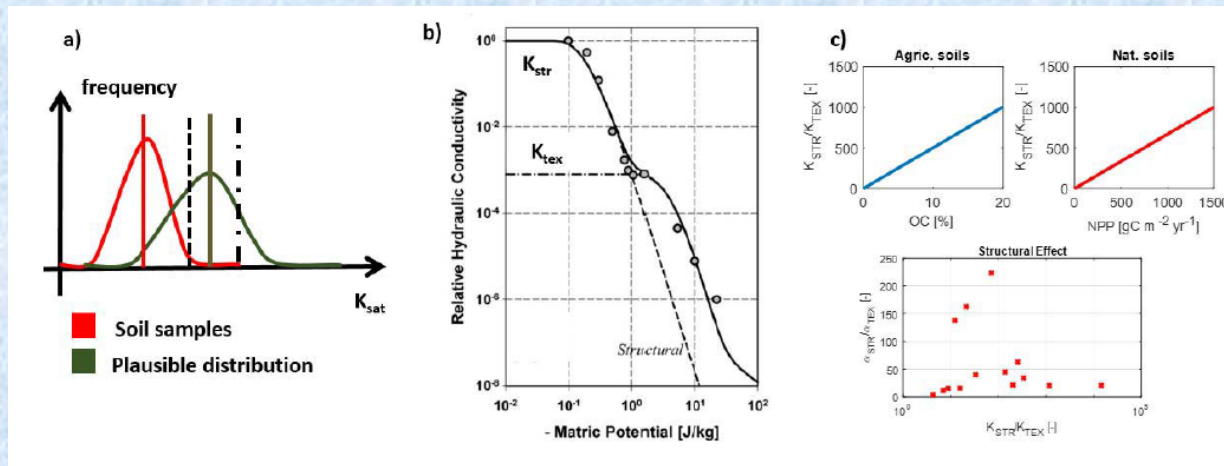 a)
frequency
K_sat
Soil samples
Plausible distribution
b)
Relative Hydraulic Conductivity
10^0
10^-2
10^-4
10^-6
10^-8
K_str
K_tex
Structural
10^-2 10^-1 10^0 10^1 10^2
- Matric Potential [J/kg]
c)
Agric. soils
K_STR/K_TEX [-]
1500
1000
500
0
0 10 20
OC [%]
Nat. soils
K_STR/K_TEX [-]
1500
1000
500
0
0 500 1000 1500
NPP [gC m^-2 yr^-1]
Structural Effect
α_STR/α_TEX [-]
250
200
150
100
50
0
10^0 10^5
K_STR/K_TEX [-]